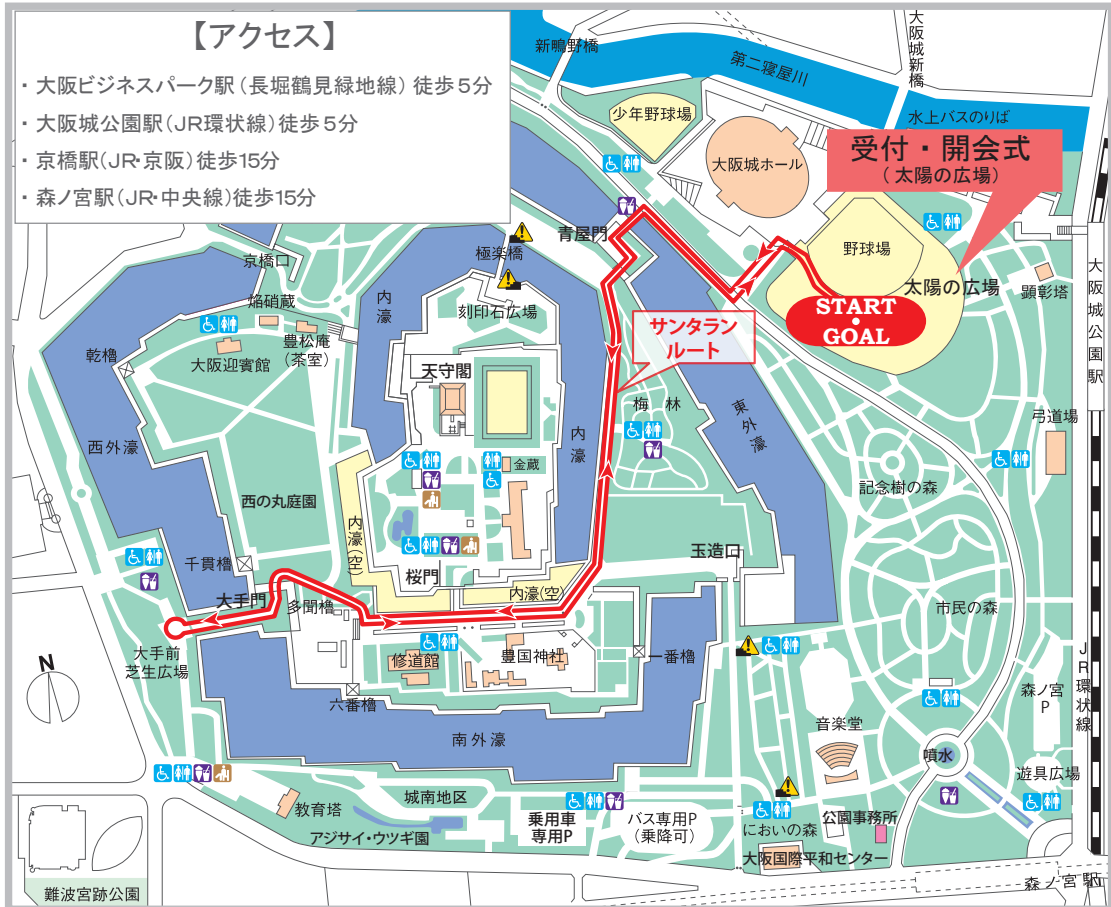 【アクセス】
・大阪ビジネスパーク駅（長堀鶴見緑地線）徒歩５分
・大阪城公園駅（JR環状線）徒歩５分
・京橋駅（JR・京阪）徒歩15分
・森ノ宮駅（JR・中央線）徒歩15分
新鴫野橋
大阪城新橋
第二寝屋川
水上バスのりば
少年野球場
大阪城ホール
受付・開会式
（太陽の広場）
青屋門
野球場
太陽の広場
START
・
GOAL
顕彰塔
大阪城公園駅
京橋口
極楽橋
内濠
刻印石広場
焔硝蔵
豊松庵
（茶室）
大阪迎賓館
乾櫓
サンタラン
ルート
天守閣
梅林
東外濠
弓道場
西外濠
内濠
金蔵
西の丸庭園
記念樹の森
内濠（空）
玉造口
千貫櫓
桜門
内濠（空）
大手門
多聞櫓
市民の森
大手前
芝生広場
修道館
豊国神社
一番櫓
N
六番櫓
JR環状線
森ノ宮
P
南外濠
音楽堂
噴水
遊具広場
教育塔
城南地区
アジサイ・ウツギ園
乗用車
専用P
バス専用P
（乗降可）
においの森
公園事務所
大阪国際平和センター
難波宮跡公園
森ノ宮駅